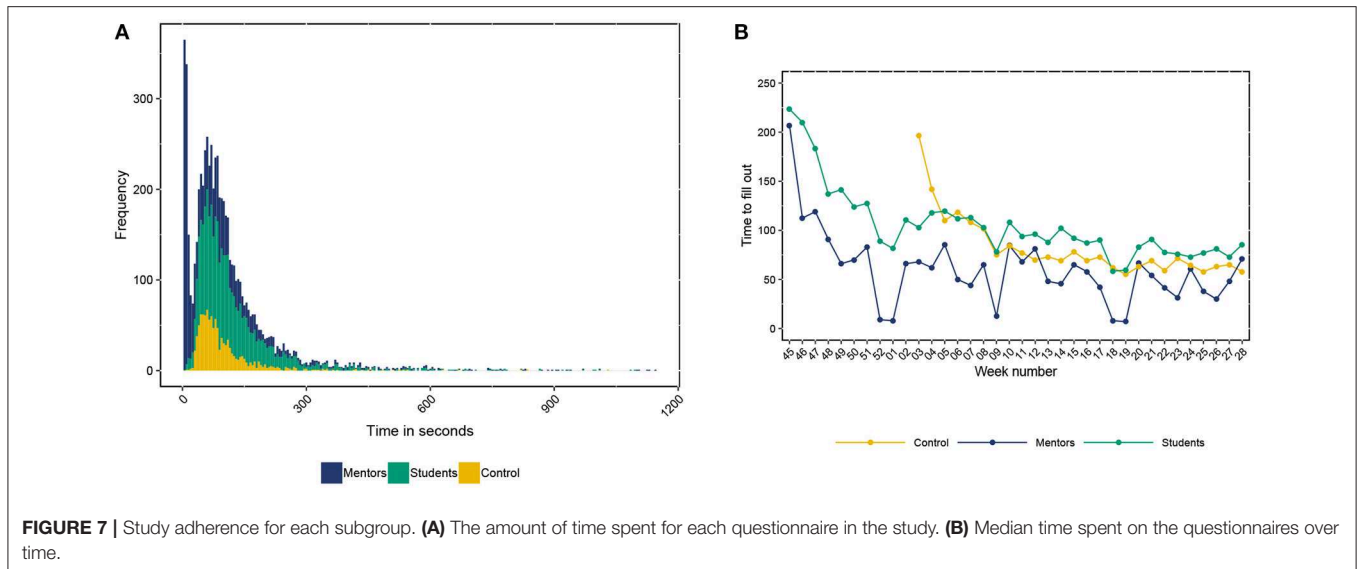 A
300
200
100
0
Frequency
0
300
600
900
1200
Time in seconds
Mentors Students Control
B
250
200
150
100
50
0
Time to fill out
45 46 47 48 49 50 51 52 01 02 03 04 05 06 07 08 09 10 11 12 13 14 15 16 17 18 19 20 21 22 23 24 25 26 27 28
Week number
Control Mentors Students
FIGURE 7 | Study adherence for each subgroup. (A) The amount of time spent for each questionnaire in the study. (B) Median time spent on the questionnaires over
time.